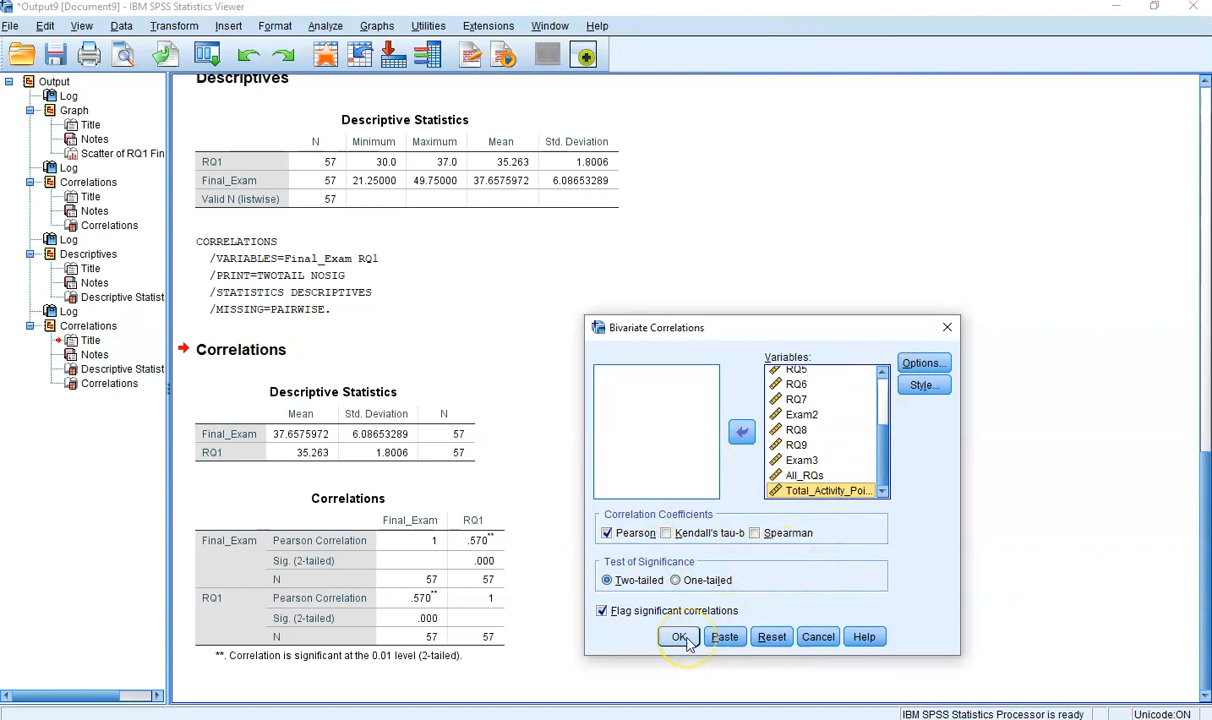 *Output9 [Document9] - IBM SPSS Statistics Viewer
File Edit View Data Transform Insert Format Analyze Graphs Utilities Extensions Window Help
Output
Log
Graph
Title
Notes
Scatter of RQ1 Fin
Log
Correlations
Title
Notes
Correlations
Log
Descriptives
Title
Notes
Descriptive Statist
Log
Correlations
Title
Notes
Descriptive Statist
Correlations
Descriptives
Descriptive Statistics
N Minimum Maximum Mean Std. Deviation
RQ1 57 30.0 37.0 35.263 1.8006
Final_Exam 57 21.25000 49.75000 37.6575972 6.08653289
Valid N (listwise) 57
CORRELATIONS
/VARIABLES=Final_Exam RQ1
/PRINT=TWOTAIL NOSIG
/STATISTICS DESCRIPTIVES
/MISSING=PAIRWISE.
Correlations
Descriptive Statistics
Mean Std. Deviation N
Final_Exam 37.6575972 6.08653289 57
RQ1 35.263 1.8006 57
Correlations
Final_Exam RQ1
Final_Exam Pearson Correlation 1 .570**
Sig. (2-tailed) .000
N 57 57
RQ1 Pearson Correlation .570** 1
Sig. (2-tailed) .000
N 57 57
**. Correlation is significant at the 0.01 level (2-tailed).
Bivariate Correlations
Variables:
RQ5
RQ6
RQ7
Exam2
RQ8
RQ9
Exam3
All_RQs
Total_Activity_Poi...
Options...
Style...
Correlation Coefficients
Pearson Kendall's tau-b Spearman
Test of Significance
Two-tailed One-tailed
Flag significant correlations
OK Paste Reset Cancel Help
IBM SPSS Statistics Processor is ready Unicode:ON